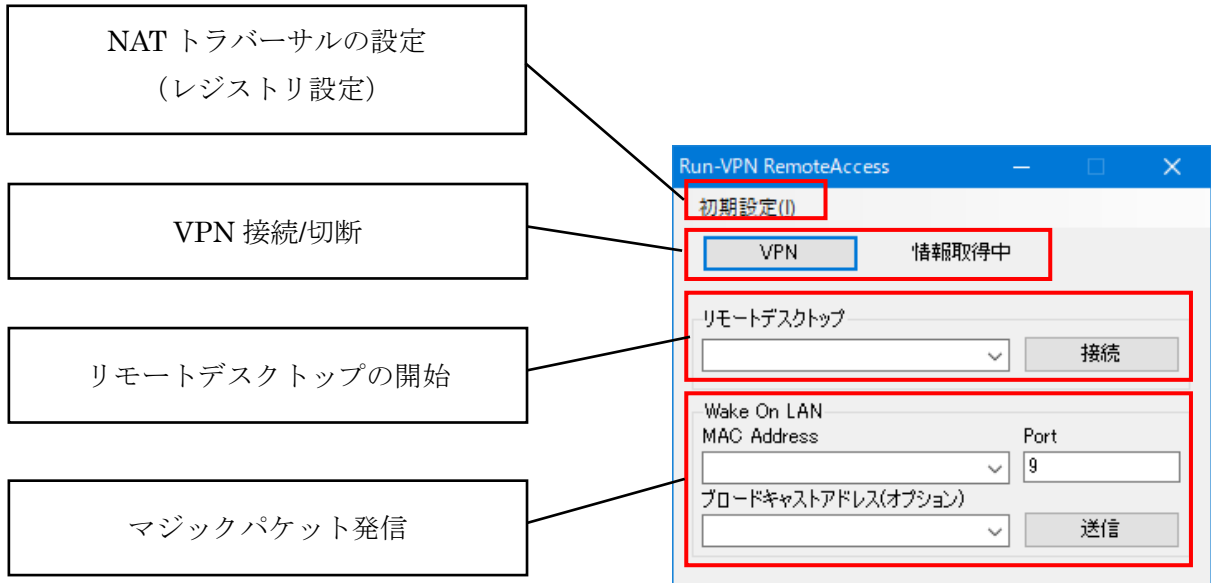 NAT トラバーサルの設定
（レジストリ設定）
VPN 接続/切断
リモートデスクトップの開始
マジックパケット発信
Run-VPN RemoteAccess
初期設定(I)
VPN 情報取得中
リモートデスクトップ
接続
Wake On LAN
MAC Address Port
9
ブロードキャストアドレス(オプション)
送信